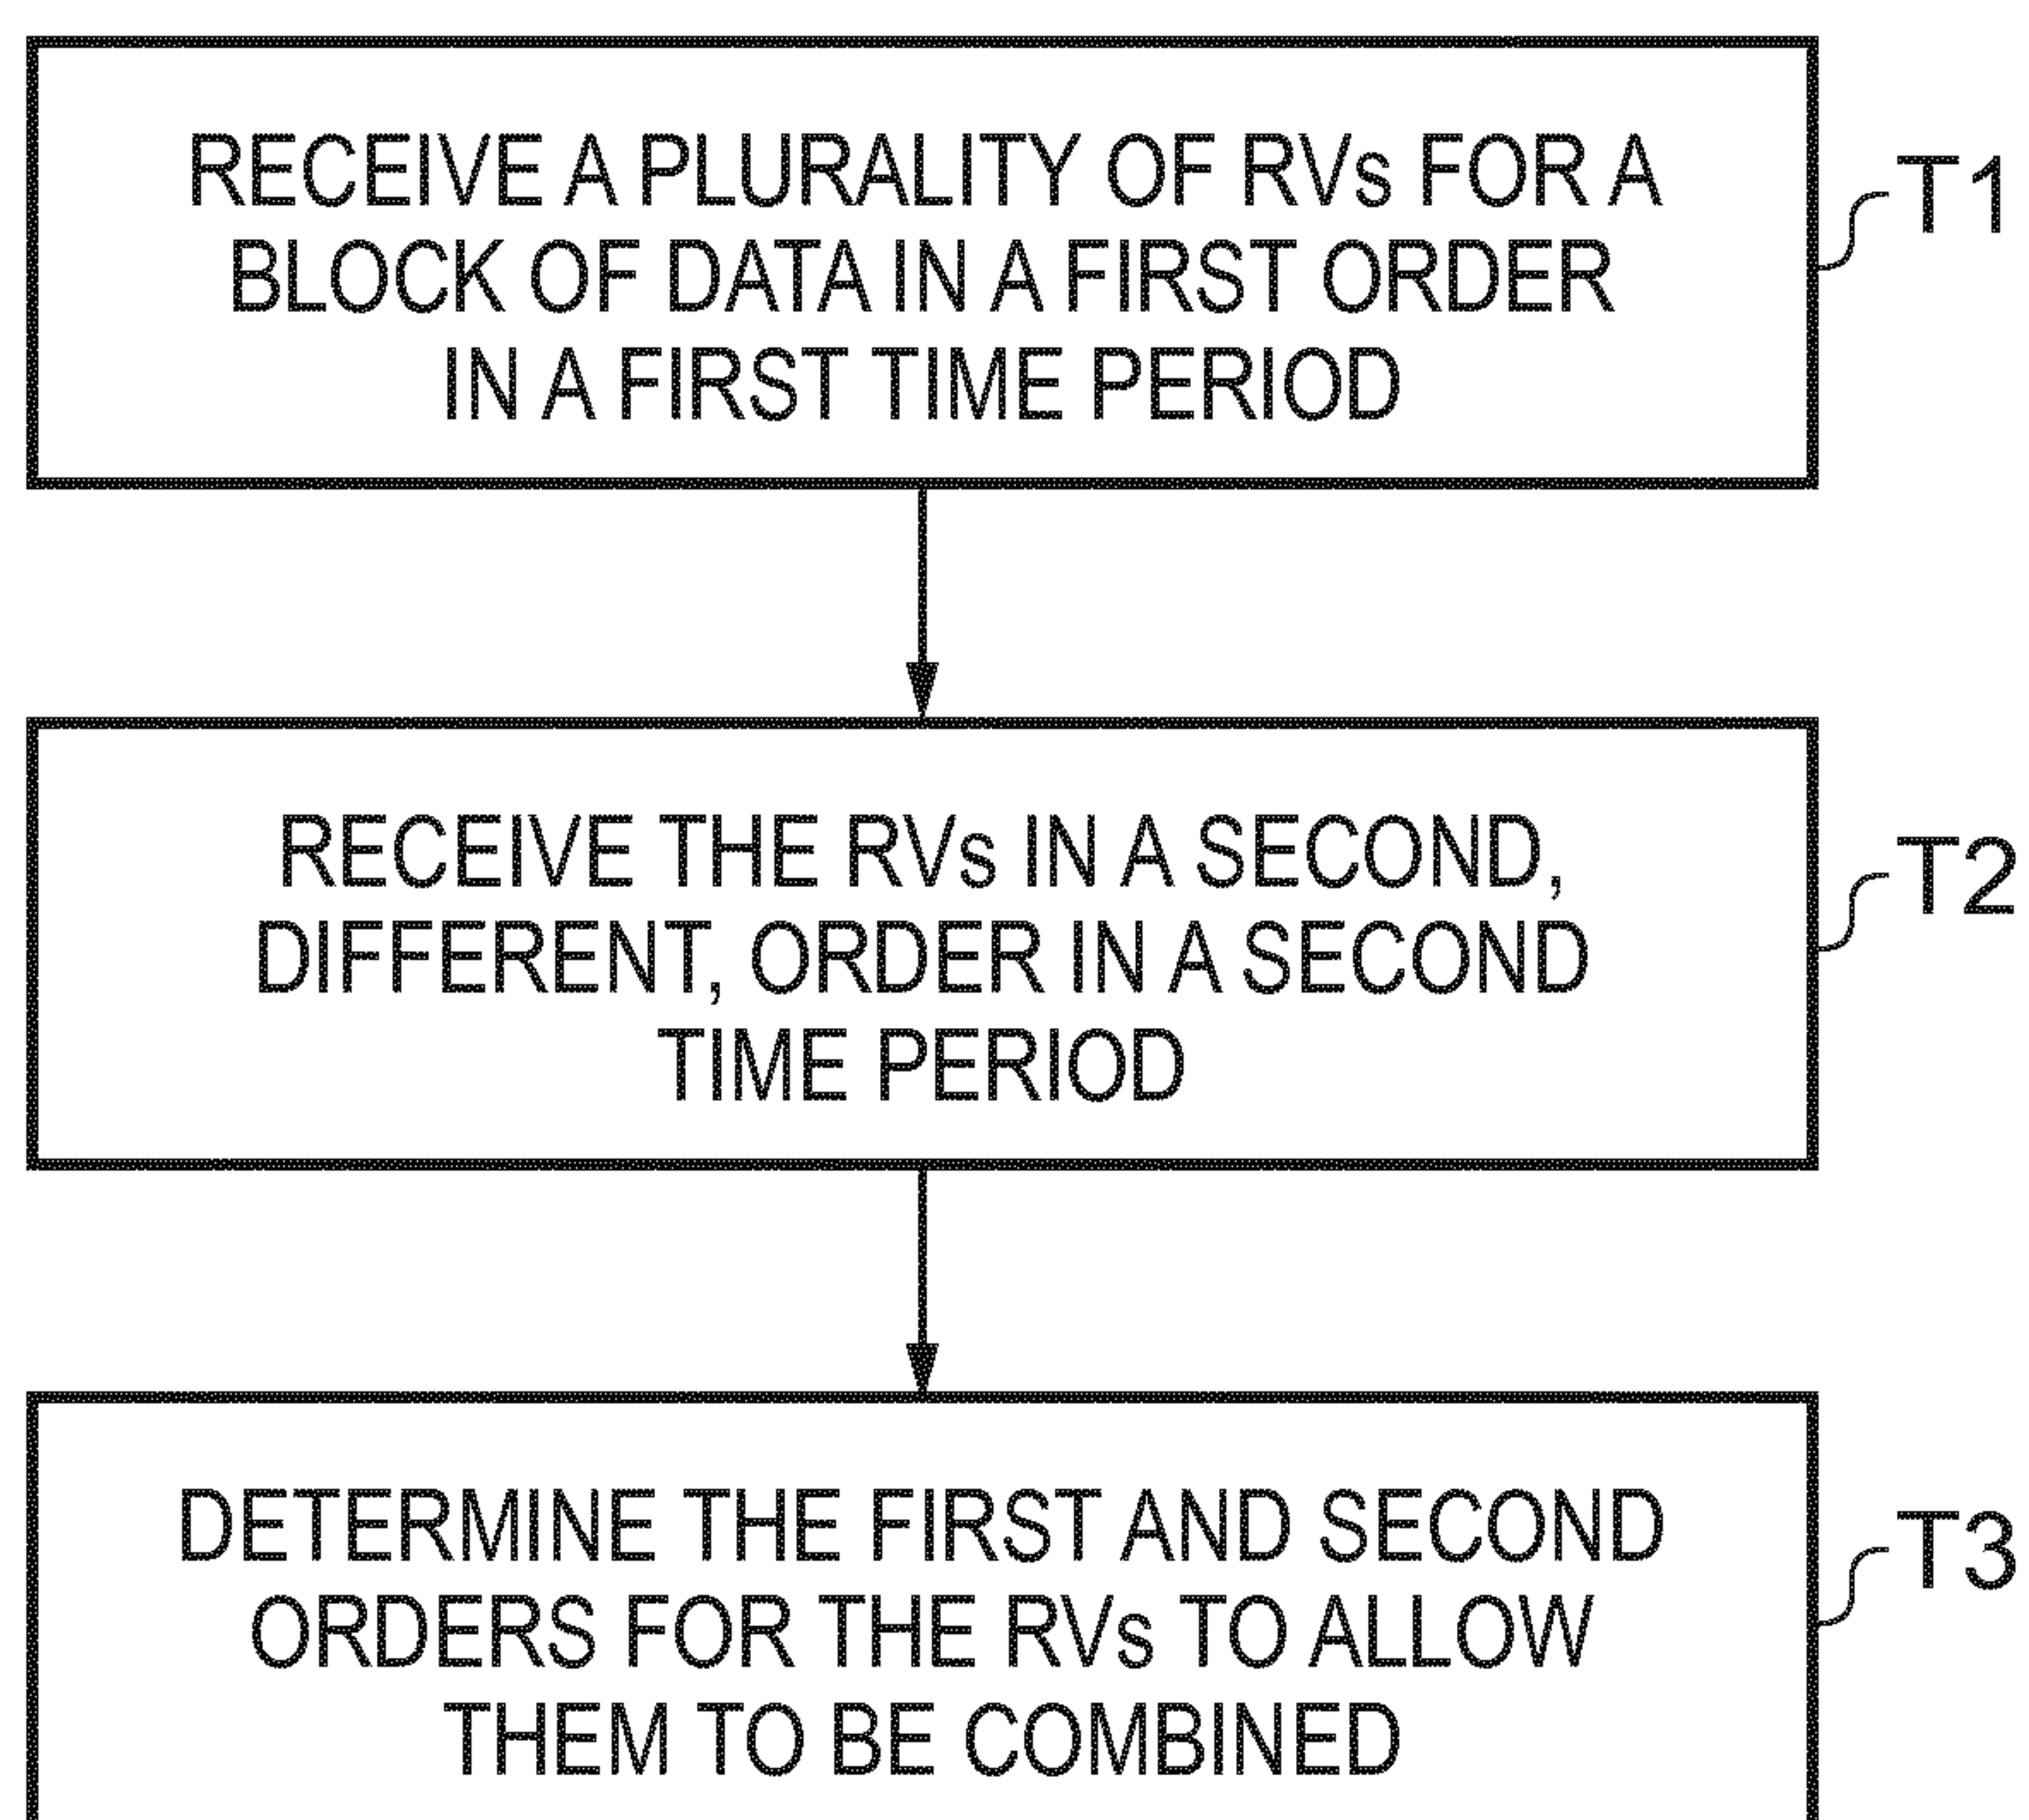 RECEIVE A PLURALITY OF RVs FOR A
BLOCK OF DATA IN A FIRST ORDER
IN A FIRST TIME PERIOD
T1
RECEIVE THE RVs IN A SECOND,
DIFFERENT, ORDER IN A SECOND
TIME PERIOD
T2
DETERMINE THE FIRST AND SECOND
ORDERS FOR THE RVs TO ALLOW
THEM TO BE COMBINED
T3